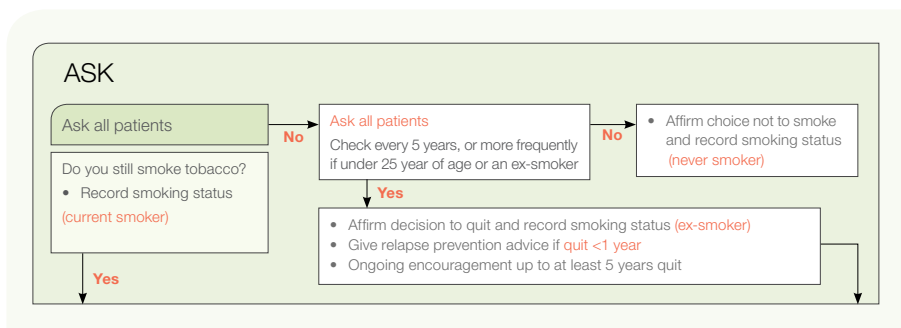 ASK
Ask all patients
Do you still smoke tobacco?
• Record smoking status
(current smoker)
Yes
No
Ask all patients
Check every 5 years, or more frequently
if under 25 year of age or an ex-smoker
No
• Affirm choice not to smoke
and record smoking status
(never smoker)
Yes
• Affirm decision to quit and record smoking status (ex-smoker)
• Give relapse prevention advice if quit <1 year
• Ongoing encouragement up to at least 5 years quit